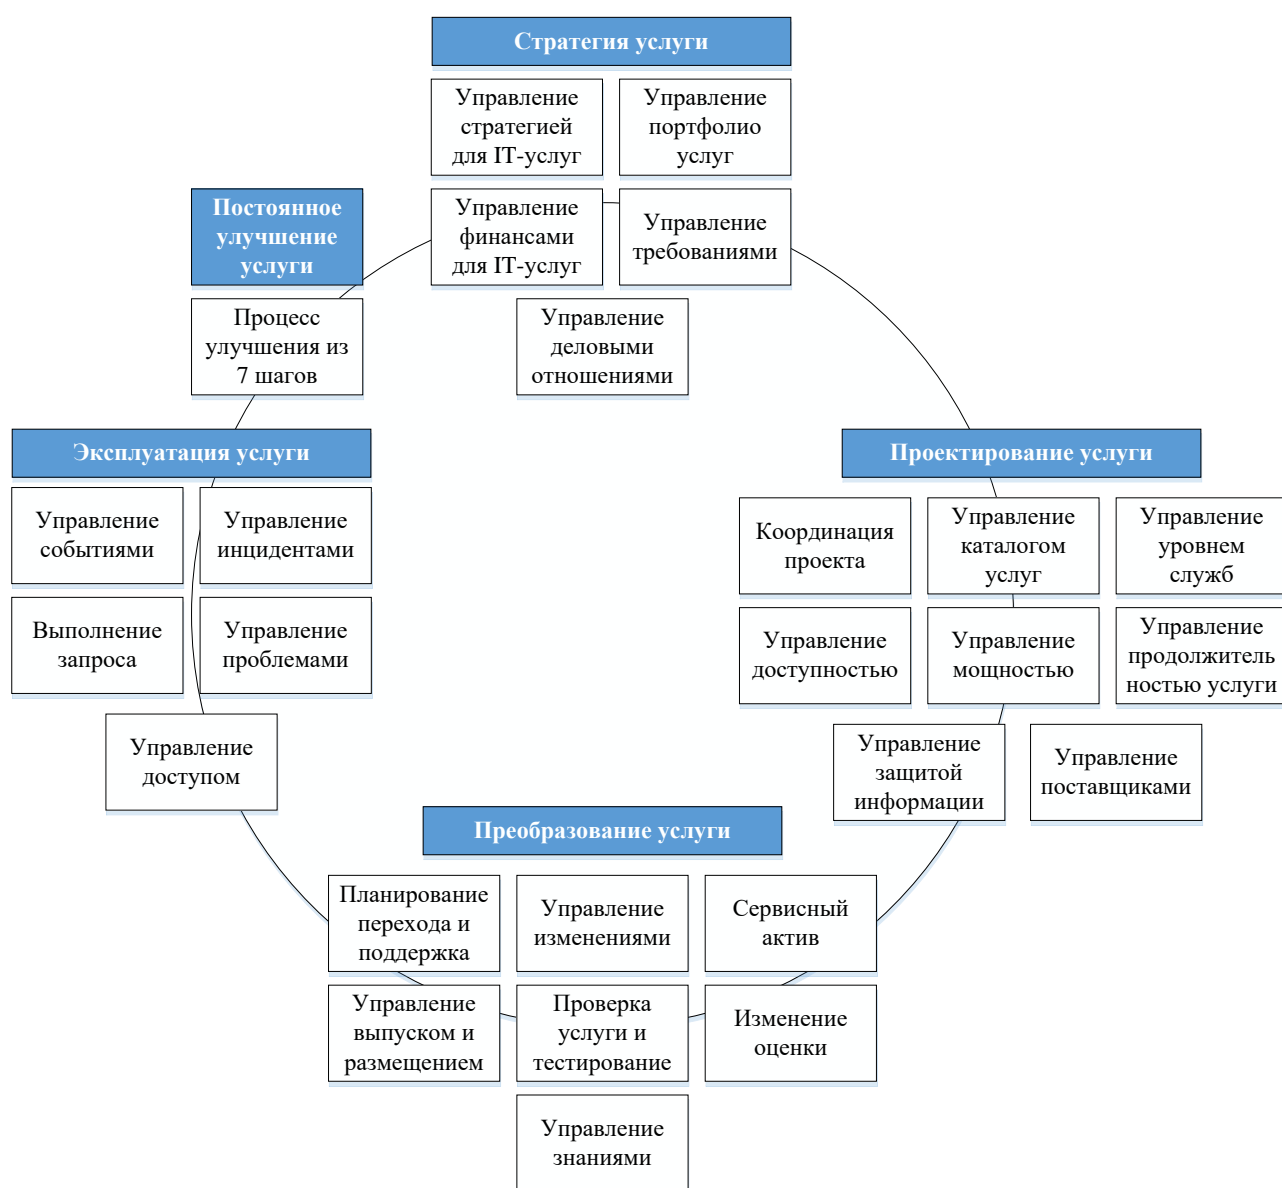 Стратегия услуги
Управление
стратегией
для IT-услуг
Управление
портфолио
услуг
Управление
финансами
для IT-услуг
Управление
требованиями
Управление
деловыми
отношениями
Постоянное
улучшение
услуги
Процесс
улучшения из
7 шагов
Эксплуатация услуги
Управление
событиями
Управление
инцидентами
Выполнение
запроса
Управление
проблемами
Управление
доступом
Проектирование услуги
Координация
проекта
Управление
каталогом
услуг
Управление
уровнем
служб
Управление
доступностью
Управление
мощностью
Управление
продолжитель
ностью услуги
Управление
защитой
информации
Управление
поставщиками
Преобразование услуги
Планирование
перехода и
поддержка
Управление
изменениями
Сервисный
актив
Управление
выпуском и
размещением
Проверка
услуги и
тестирование
Изменение
оценки
Управление
знаниями